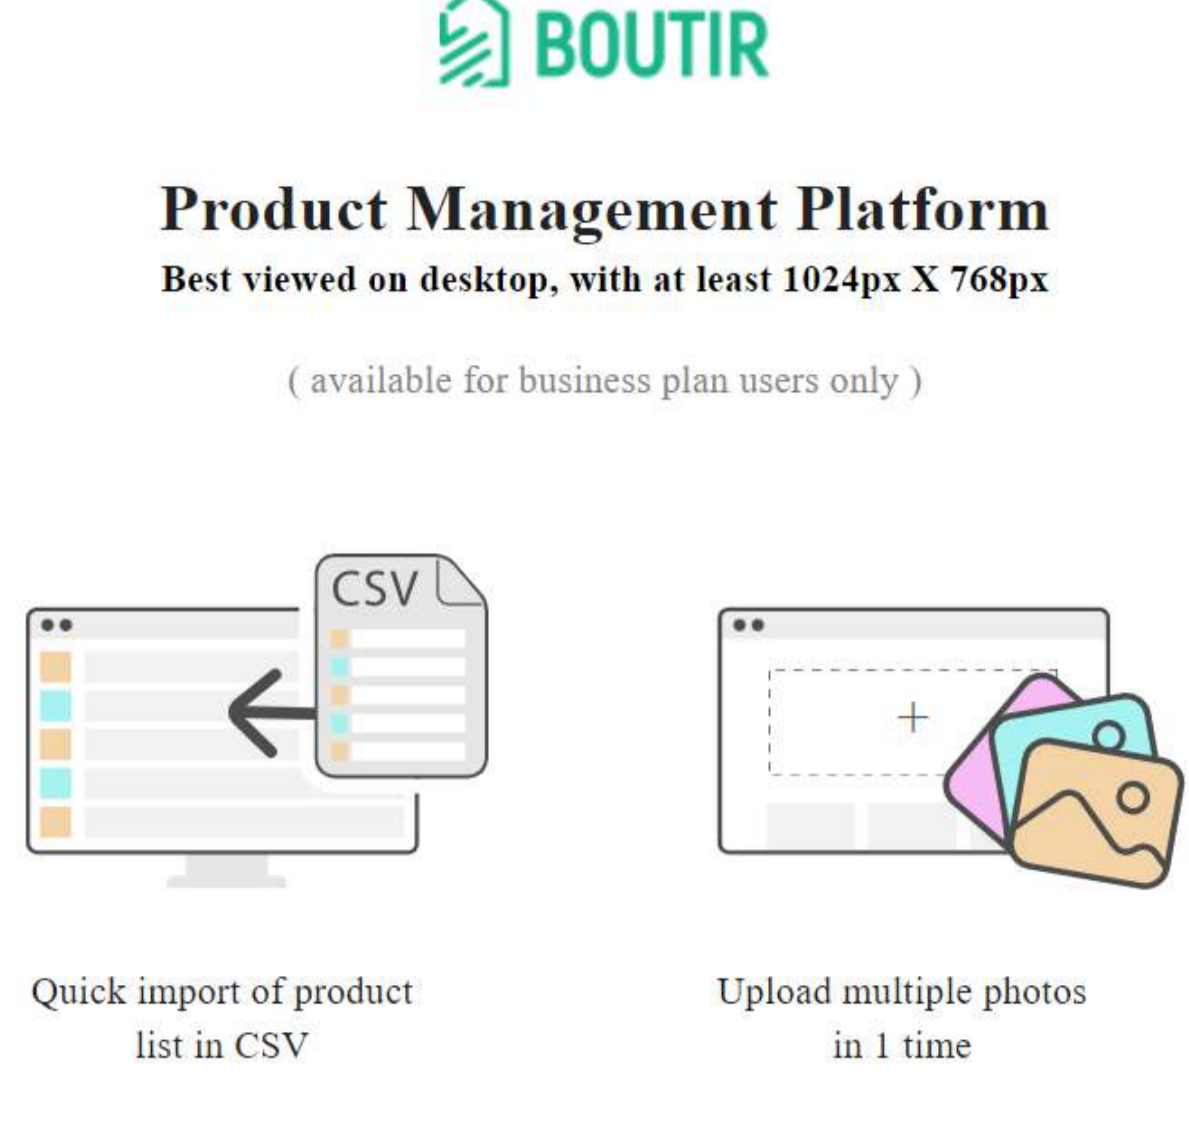 BOUTIR
Product Management Platform
Best viewed on desktop, with at least 1024px X 768px
( available for business plan users only )
CSV
Quick import of product
list in CSV
Upload multiple photos
in 1 time